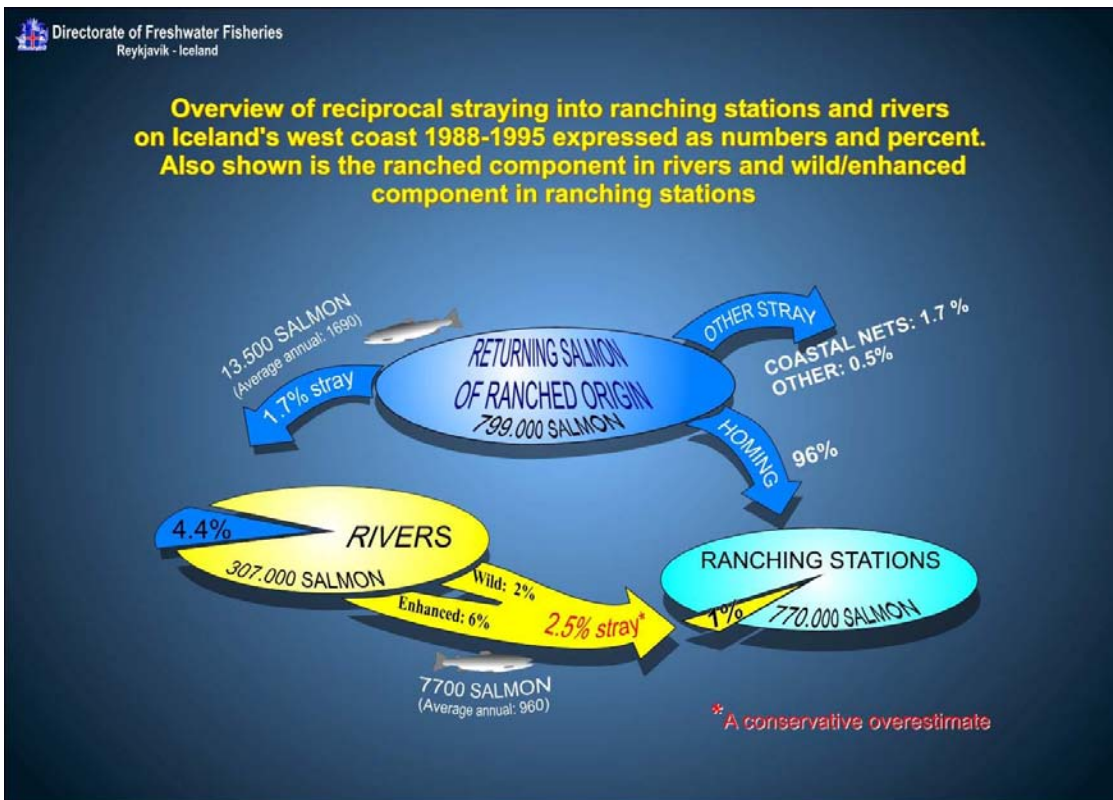 Directorate of Freshwater Fisheries
Reykjavik - Iceland
Overview of reciprocal straying into ranching stations and rivers
on Iceland's west coast 1988-1995 expressed as numbers and percent.
Also shown is the ranched component in rivers and wild/enhanced
component in ranching stations
13.500 SALMON
(Average annual: 1690)
1.7% stray
RETURNING SALMON
OF RANCHED ORIGIN
799.000 SALMON
OTHER STRAY
COASTAL NETS: 1.7 %
OTHER: 0.5%
HOMING
96%
4.4%
RIVERS
307.000 SALMON
Wild: 2%
Enhanced: 6%
2.5% stray*
7700 SALMON
(Average annual: 960)
RANCHING STATIONS
1%
770.000 SALMON
*A conservative overestimate